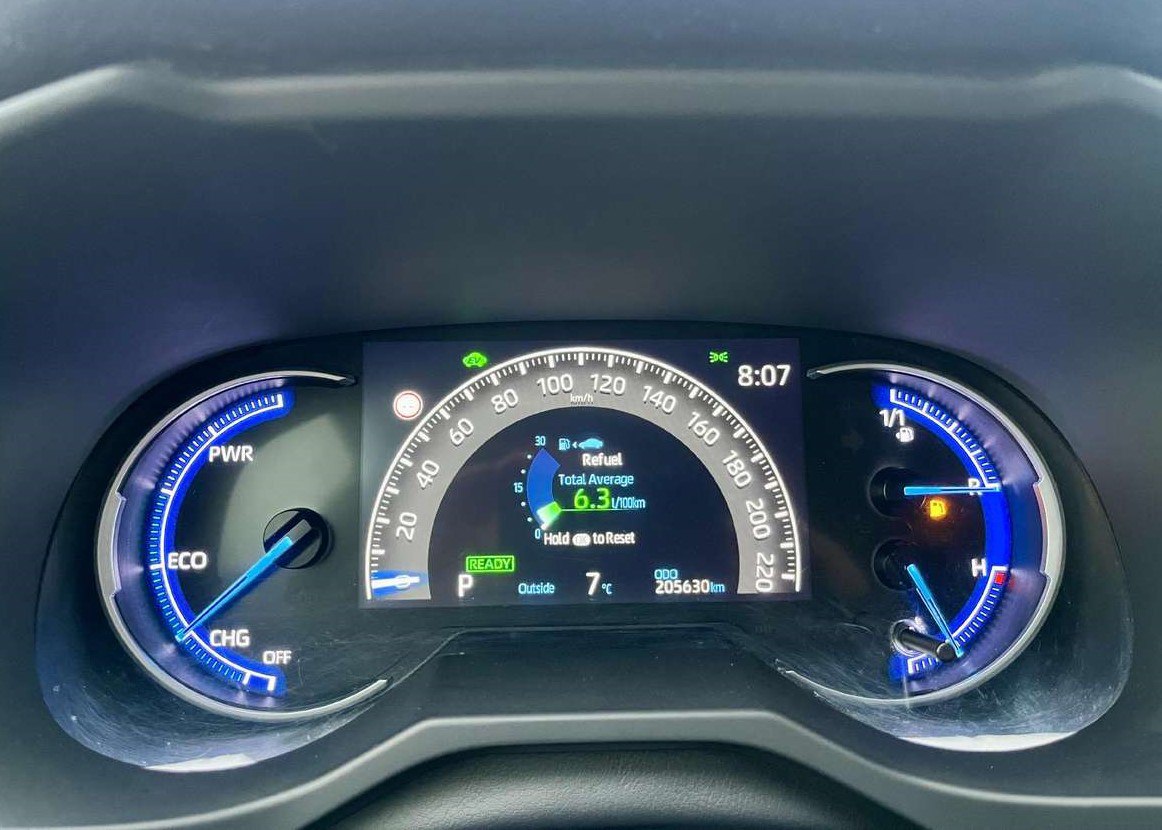 EV
8:07
PWR
ECO
CHG
OFF
20
40
60
80
100
120
140
160
180
200
220
km/h
30
15
0
Refuel
Total Average
6.3 l/100km
Hold OK to Reset
READY
P
Outside 7 °C
ODO
205630 km
1/1
R
H